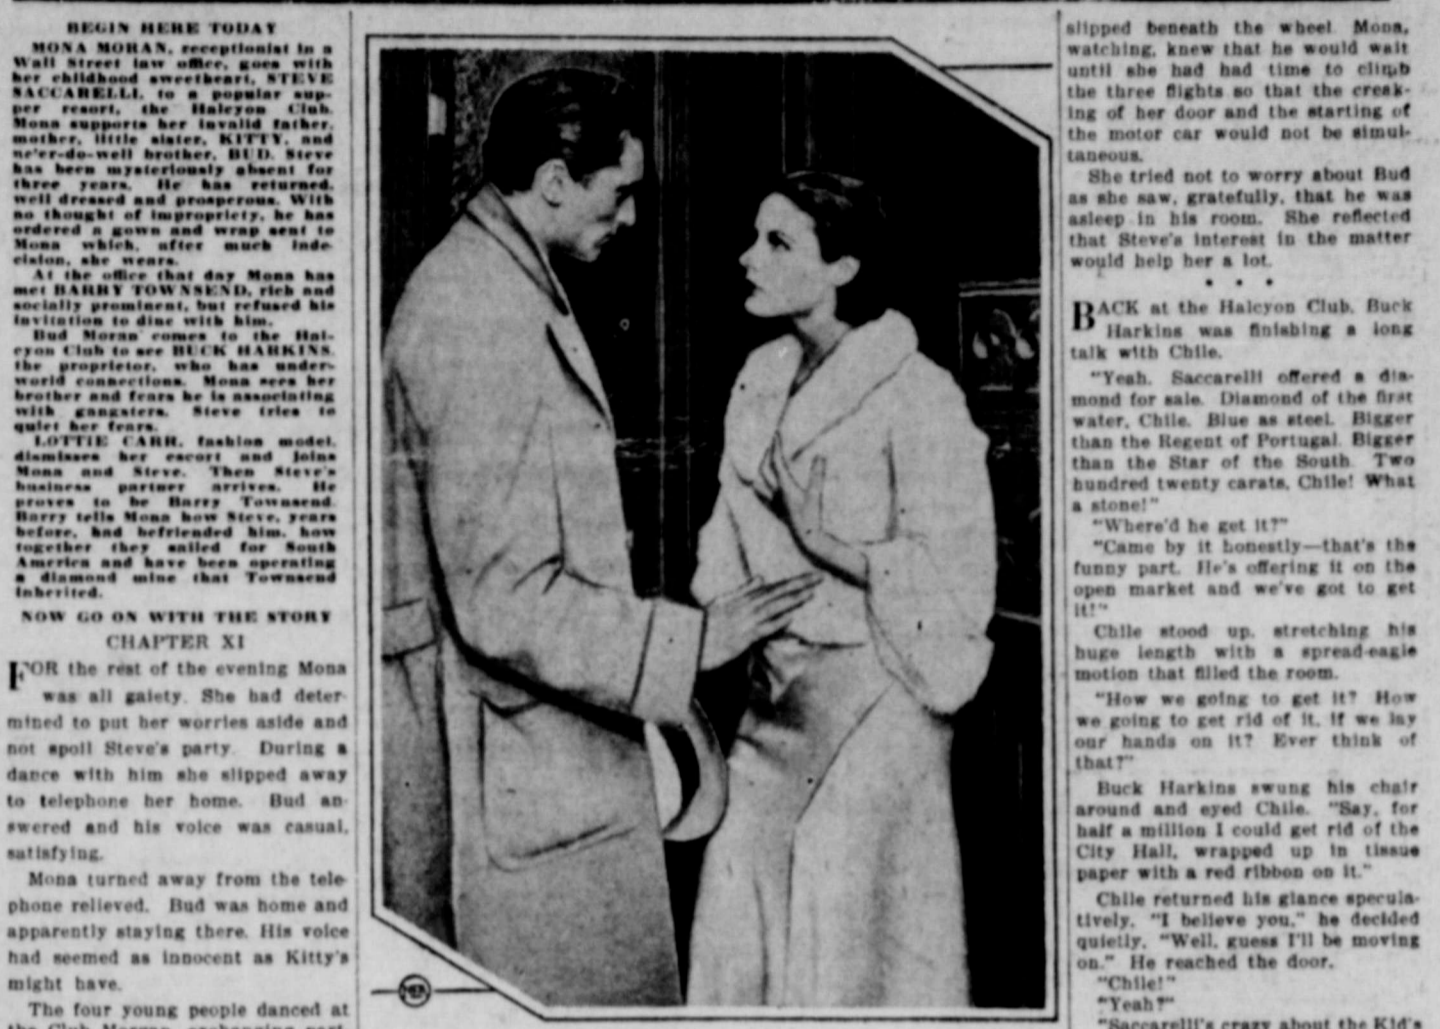 BEGIN HERE TODAY
MONA MORAN, receptionist in a
Wall Street law office, goes with
her childhood sweetheart, STEVE
SACCARELLI, to a popular sup-
per resort, the Halcyon Club.
Mona supports her invalid father,
mother, little sister, KITTY, and
ne'er-do-well brother, BUD. Steve
has been mysteriously absent for
three years. He has returned,
well dressed and prosperous. With
no thought of impropriety, he has
ordered a gown and wrap sent to
Mona which, after much inde-
cision, she wears.
At the office that day Mona has
met BARRY TOWNSEND, rich and
socially prominent, but refused his
invitation to dine with him.
Bud Moran comes to the Hal-
cyon Club to see BUCK HARKINS,
the proprietor, who has under-
world connections. Mona sees her
brother and fears he is associating
with gangsters. Steve tries to
quiet her fears.
LOTTIE CARR, fashion model,
dismisses her escort and joins
Mona and Steve. Then Steve's
business partner arrives. He
proves to be Barry Townsend.
Barry tells Mona how Steve, years
before, had befriended him, how
together they sailed for South
America and have been operating
a diamond mine that Townsend
inherited.
NOW GO ON WITH THE STORY
CHAPTER XI
FOR the rest of the evening Mona
was all gaiety. She had deter-
mined to put her worries aside and
not spoil Steve's party. During a
dance with him she slipped away
to telephone her home. Bud an-
swered and his voice was casual,
satisfying.
Mona turned away from the tele-
phone relieved. Bud was home and
apparently staying there. His voice
had seemed as innocent as Kitty's
might have.
The four young people danced at
the Club
slipped beneath the wheel. Mona,
watching, knew that he would wait
until she had had time to climb
the three flights so that the creak-
ing of her door and the starting of
the motor car would not be simul-
taneous.
She tried not to worry about Bud
as she saw, gratefully, that he was
asleep in his room. She reflected
that Steve's interest in the matter
would help her a lot.
* * *
BACK at the Halcyon Club, Buck
Harkins was finishing a long
talk with Chile.
"Yeah. Saccarelli offered a dia-
mond for sale. Diamond of the first
water, Chile. Blue as steel. Bigger
than the Regent of Portugal. Bigger
than the Star of the South. Two
hundred twenty carats, Chile! What
a stone!"
"Where'd he get it?"
"Came by it honestly—that's the
funny part. He's offering it on the
open market and we've got to get
it!"
Chile stood up, stretching his
huge length with a spread-eagle
motion that filled the room.
"How we going to get it? How
we going to get rid of it, if we lay
our hands on it? Ever think of
that?"
Buck Harkins swung his chair
around and eyed Chile. "Say, for
half a million I could get rid of the
City Hall, wrapped up in tissue
paper with a red ribbon on it."
Chile returned his glance specula-
tively. "I believe you," he decided
quietly. "Well, guess I'll be moving
on." He reached the door.
"Chile!"
"Yeah?"
"Saccarelli's crazy about the Kid's